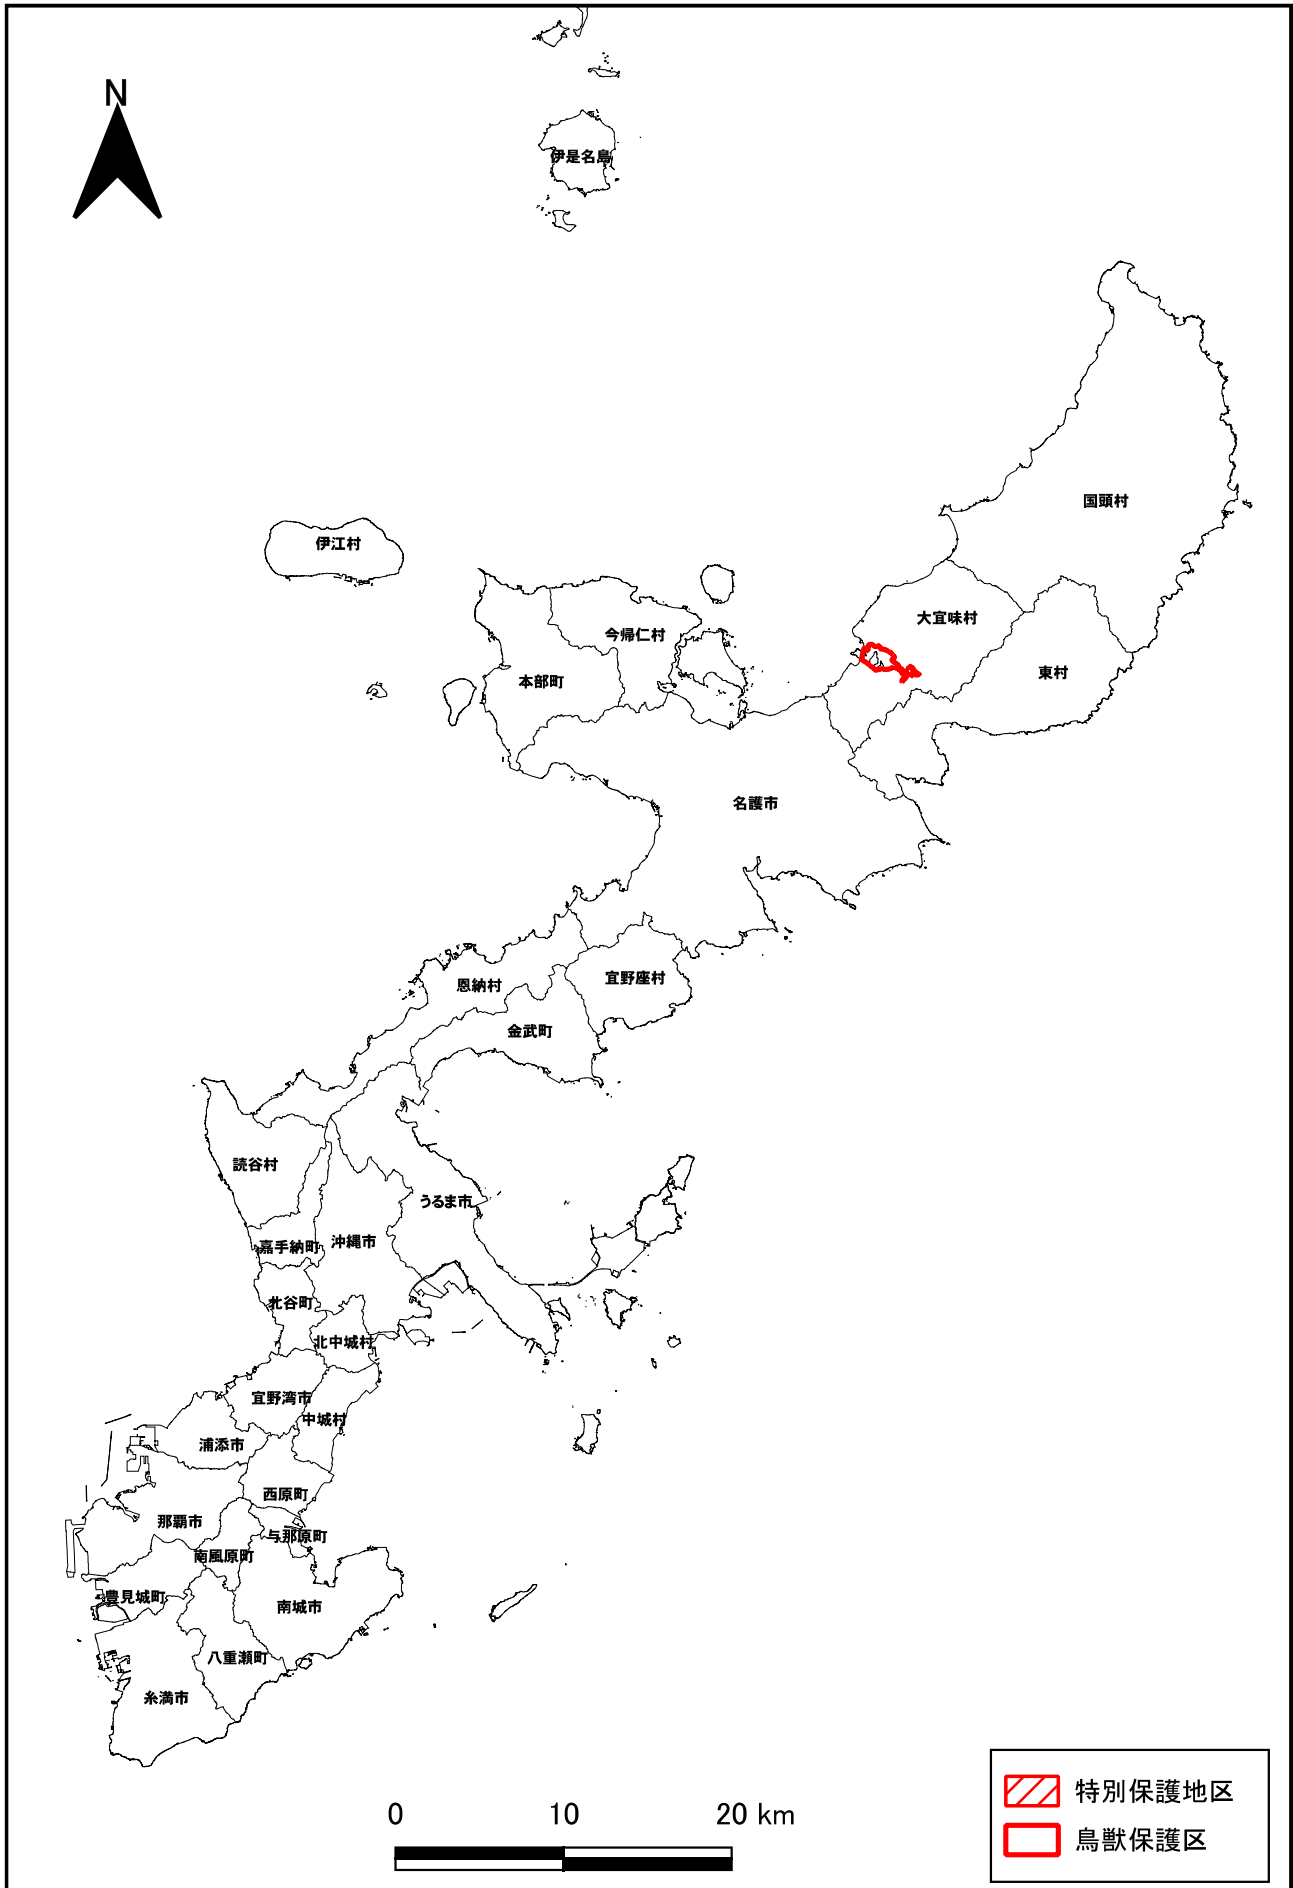 N
伊是名島
国頭村
伊江村
大宜味村
今帰仁村
東村
本部町
名護市
宜野座村
恩納村
金武町
読谷村
うるま市
沖縄市
嘉手納町
北谷町
北中城村
宜野湾市
中城村
浦添市
西原町
那覇市
与那原町
南風原町
豊見城町
南城市
八重瀬町
糸満市
0 10 20 km
特別保護地区
鳥獣保護区